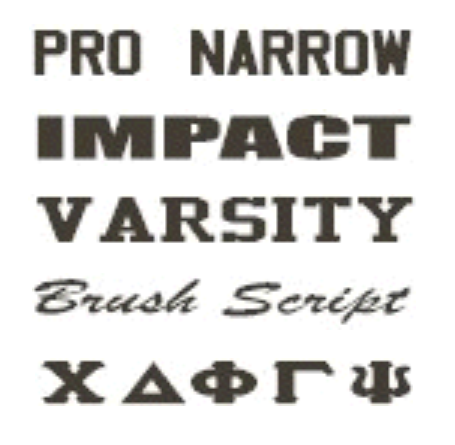 PRO NARROW
IMPACT
VARSITY
Brush Script
ΧΔΦΓΨ